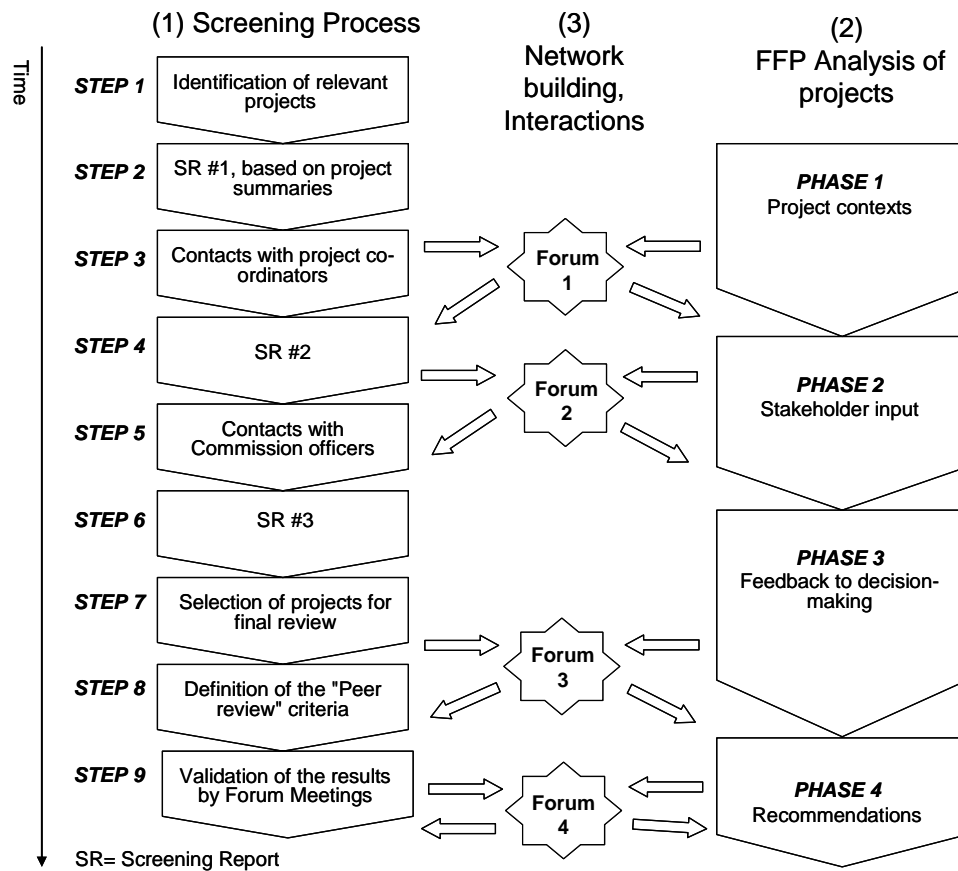 (1) Screening Process
(3)
Network
building,
Interactions
(2)
FFP Analysis of
projects
Time
STEP 1
Identification of relevant
projects
STEP 2
SR #1, based on project
summaries
STEP 3
Contacts with project co-
ordinators
STEP 4
SR #2
STEP 5
Contacts with
Commission officers
STEP 6
SR #3
STEP 7
Selection of projects for
final review
STEP 8
Definition of the "Peer
review" criteria
STEP 9
Validation of the results
by Forum Meetings
SR= Screening Report
Forum
1
Forum
2
Forum
3
Forum
4
PHASE 1
Project contexts
PHASE 2
Stakeholder input
PHASE 3
Feedback to decision-
making
PHASE 4
Recommendations